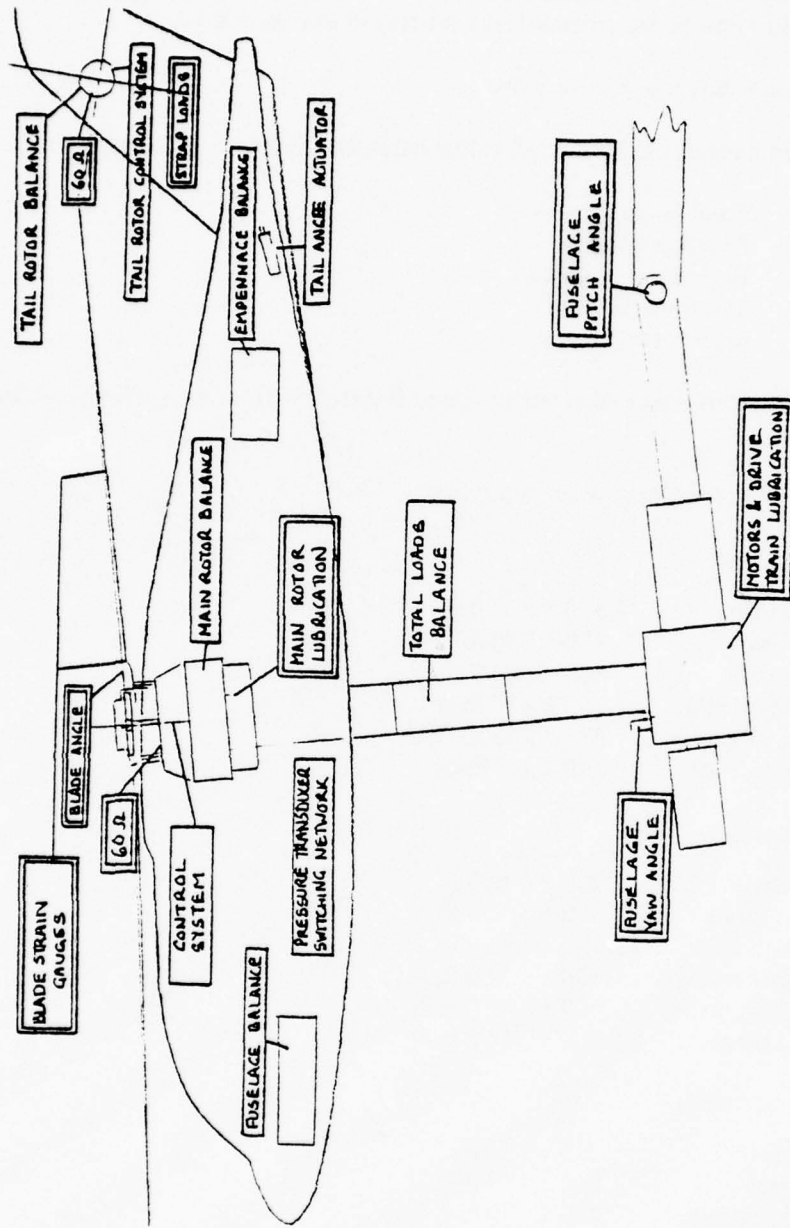 TAIL ROTOR BALANCE
60 Ω
TAIL ROTOR CONTROL SYSTEM
STRAP LOADS
BLADE STRAIN
GAUGES
BLADE ANGLE
60 Ω
CONTROL
SYSTEM
MAIN ROTOR BALANCE
MAIN ROTOR
LUBRICATION
EMPENNAGE BALANCE
TAIL ANGLE ACTUATOR
FUSELAGE BALANCE
PRESSURE TRANSDUCER
SWITCHING NETWORK
TOTAL LOADS
BALANCE
FUSELAGE
PITCH ANGLE
FUSELAGE
YAW ANGLE
MOTORS & DRIVE
TRAIN LUBRICATION